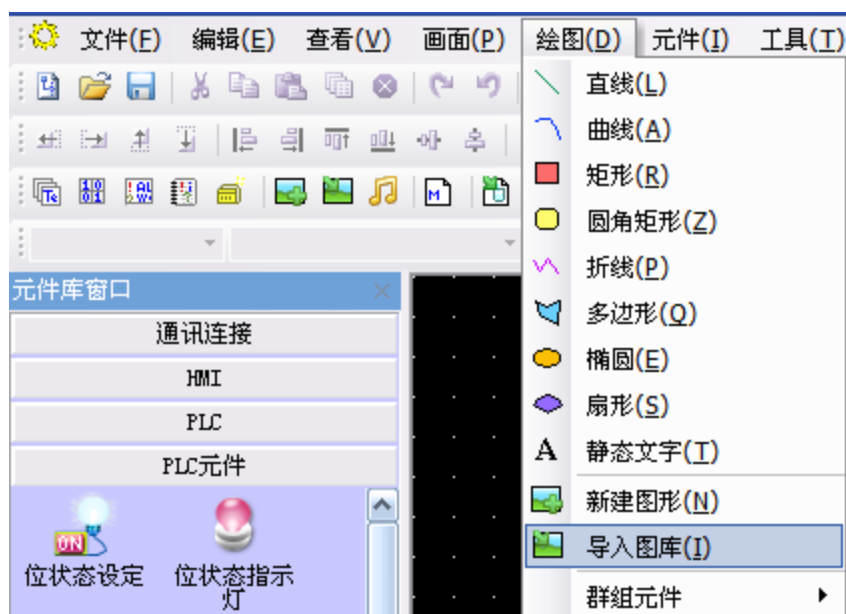 文件(F) 编辑(E) 查看(V) 画面(P) 绘图(D) 元件(I) 工具(T)
直线(L)
曲线(A)
矩形(R)
圆角矩形(Z)
折线(P)
多边形(Q)
椭圆(E)
扇形(S)
静态文字(T)
新建图形(N)
导入图库(I)
群组元件
元件库窗口
通讯连接
HMI
PLC
PLC元件
ON
位状态设定
位状态指示
灯